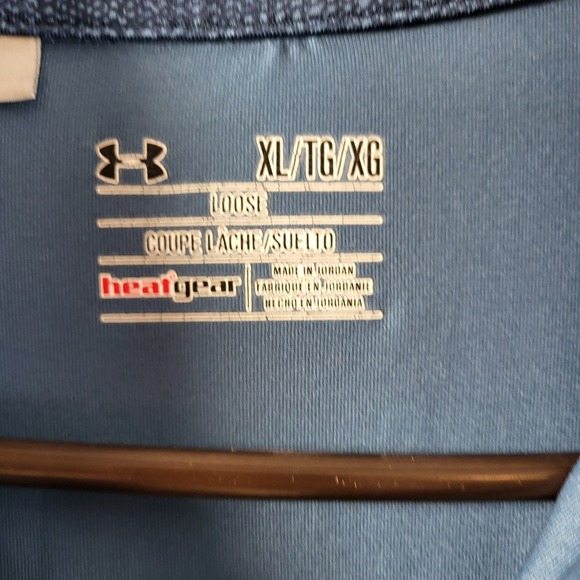 XL/TG/XG
LOOSE
COUPE LÂCHE/SUELTO
heatgear
MADE IN JORDAN
FABRIQUÉ EN JORDANIE
HECHO EN JORDANIA